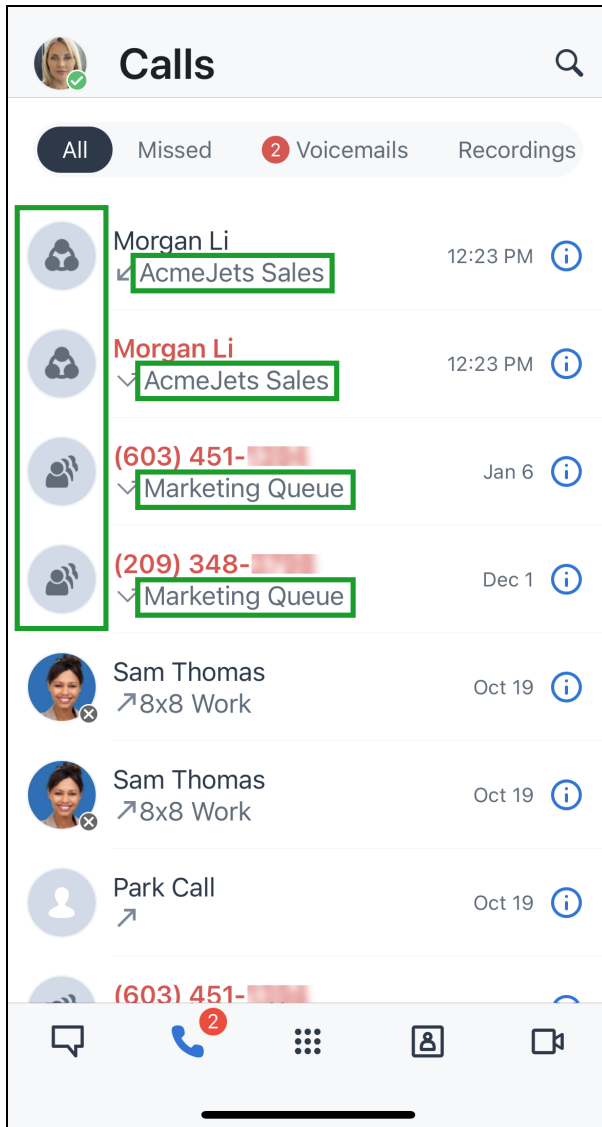 Calls
All Missed 2 Voicemails Recordings
Morgan Li
AcmeJets Sales
12:23 PM
Morgan Li
AcmeJets Sales
12:23 PM
(603) 451-
Marketing Queue
Jan 6
(209) 348-
Marketing Queue
Dec 1
Sam Thomas
8x8 Work
Oct 19
Sam Thomas
8x8 Work
Oct 19
Park Call
Oct 19
(603) 451-
2